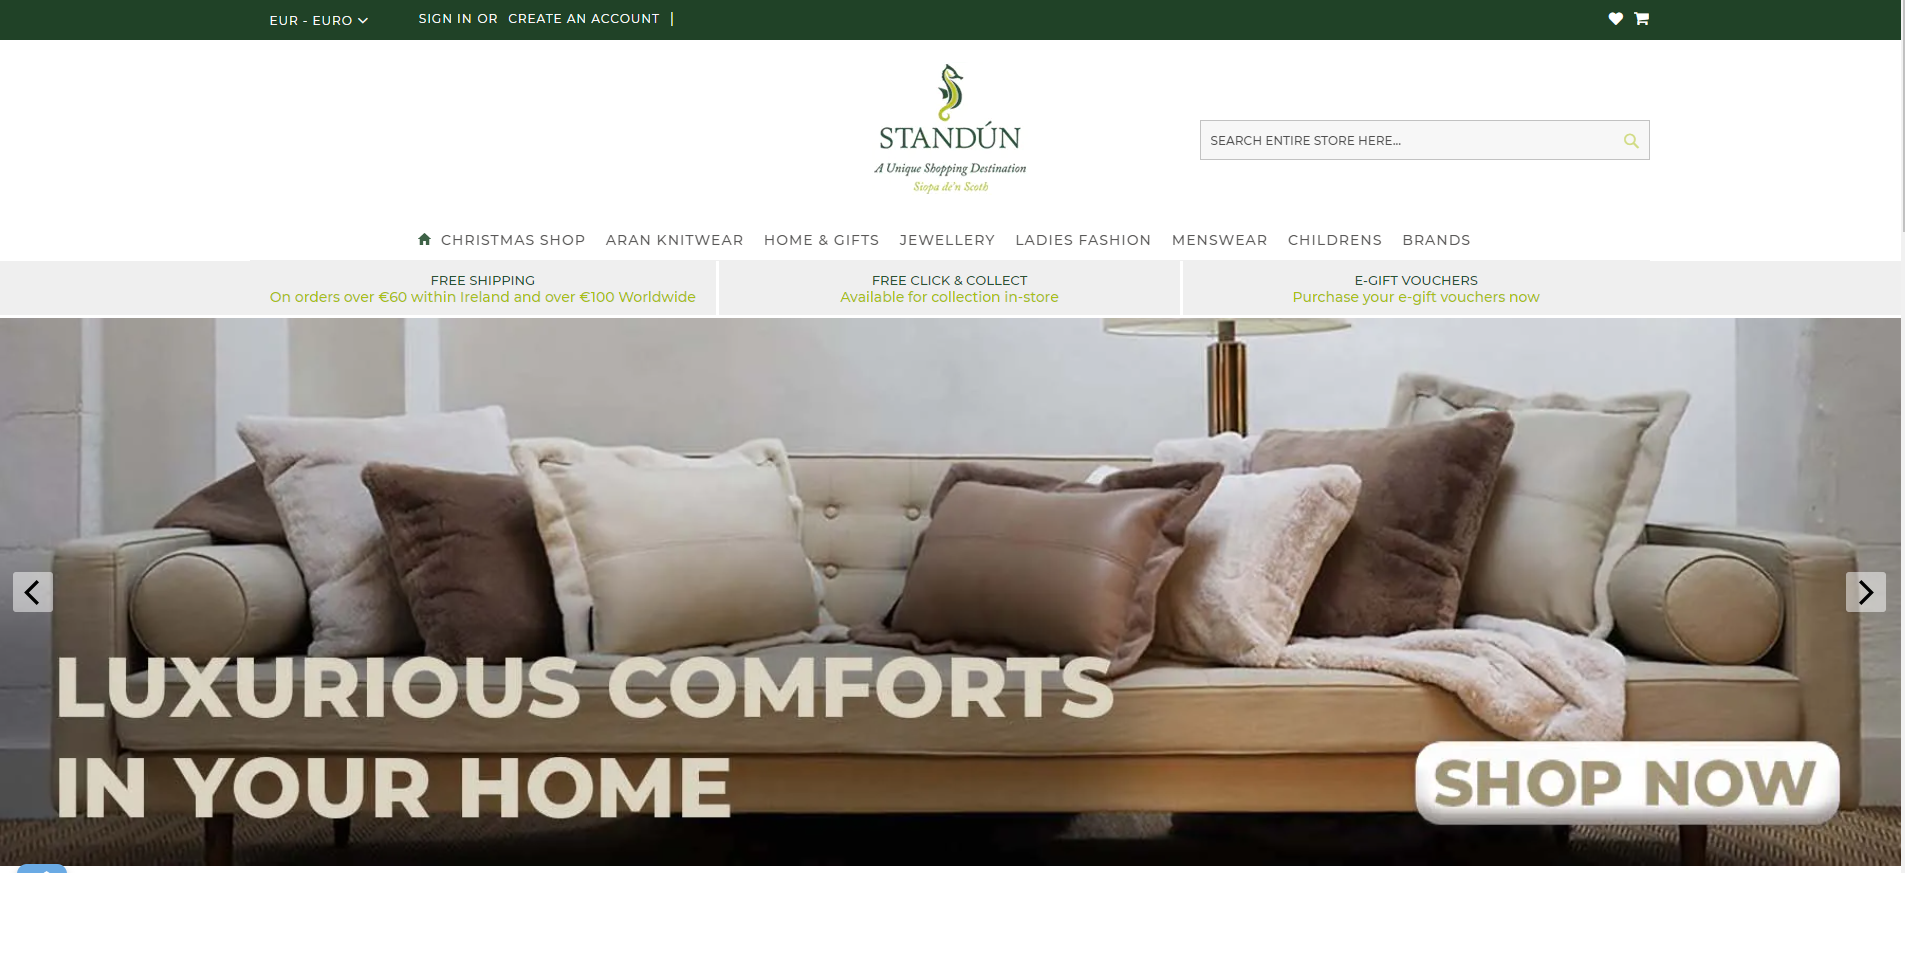 EUR - EURO
SIGN IN OR CREATE AN ACCOUNT |
STANDÚN
A Unique Shopping Destination
Siopa de'n Scoth
SEARCH ENTIRE STORE HERE...
CHRISTMAS SHOP ARAN KNITWEAR HOME & GIFTS JEWELLERY LADIES FASHION MENSWEAR CHILDRENS BRANDS
FREE SHIPPING
On orders over €60 within Ireland and over €100 Worldwide
FREE CLICK & COLLECT
Available for collection in-store
E-GIFT VOUCHERS
Purchase your e-gift vouchers now
LUXURIOUS COMFORTS
IN YOUR HOME
SHOP NOW